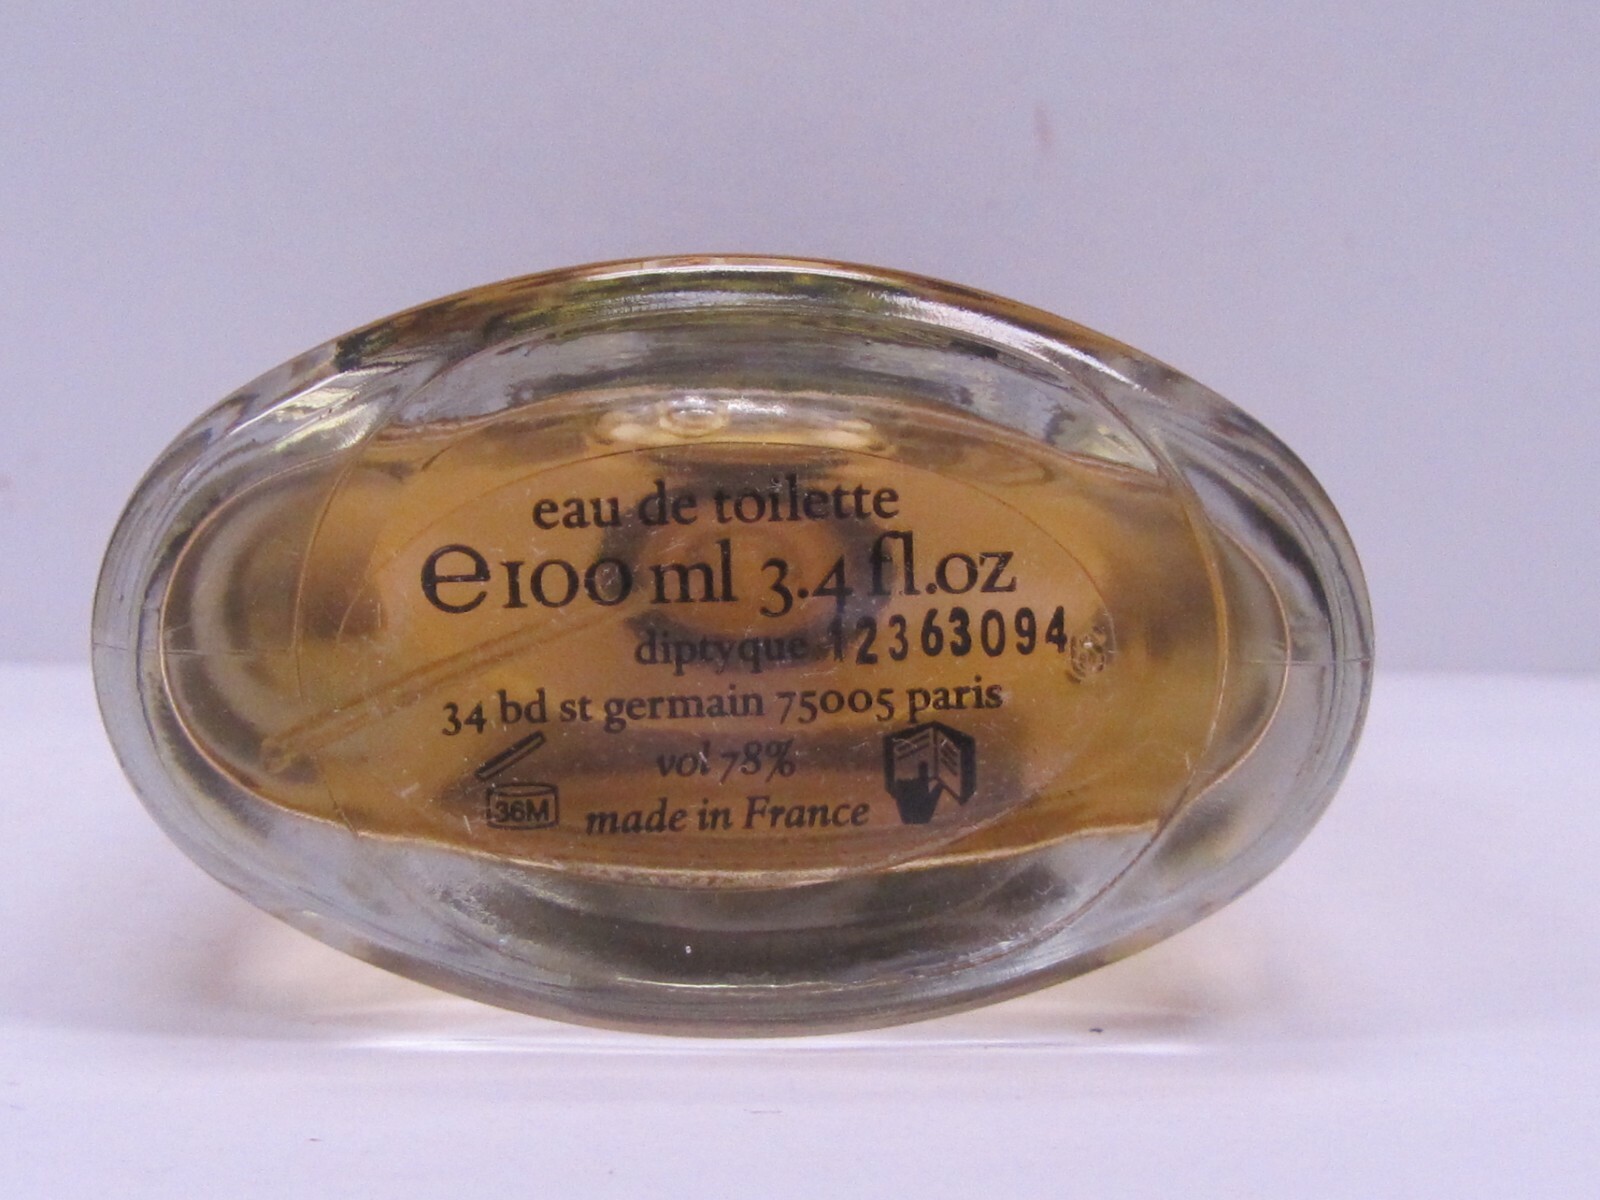 eau de toilette
e100 ml 3.4 fl.oz
diptyque 12363094
34 bd st germain 75005 paris
vol 78%
36M made in France